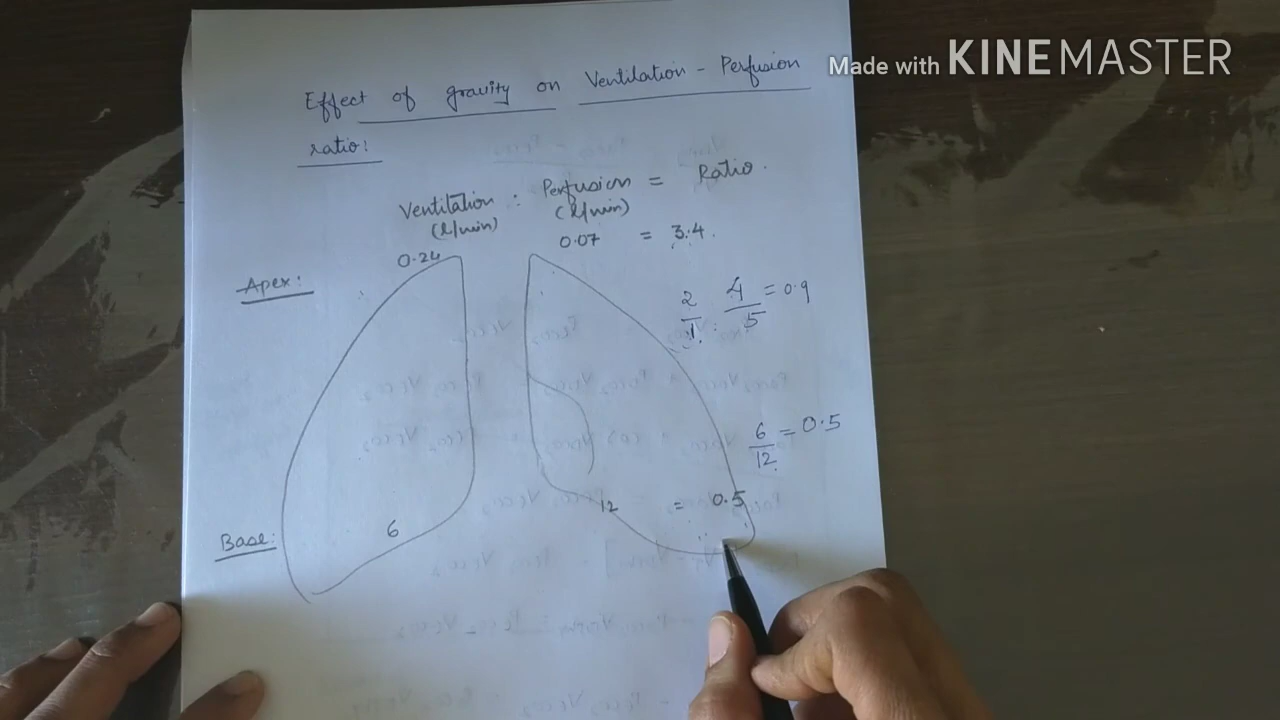 Made with KINEMASTER
Effect of gravity on Ventilation - Perfusion
ratio:
Ventilation : Perfusion = Ratio.
(l/min) (l/min)
0.24 0.07 = 3.4
Apex:
2/1 : 4/5 = 0.9
6/12 = 0.5
Base: 6 12 = 0.5